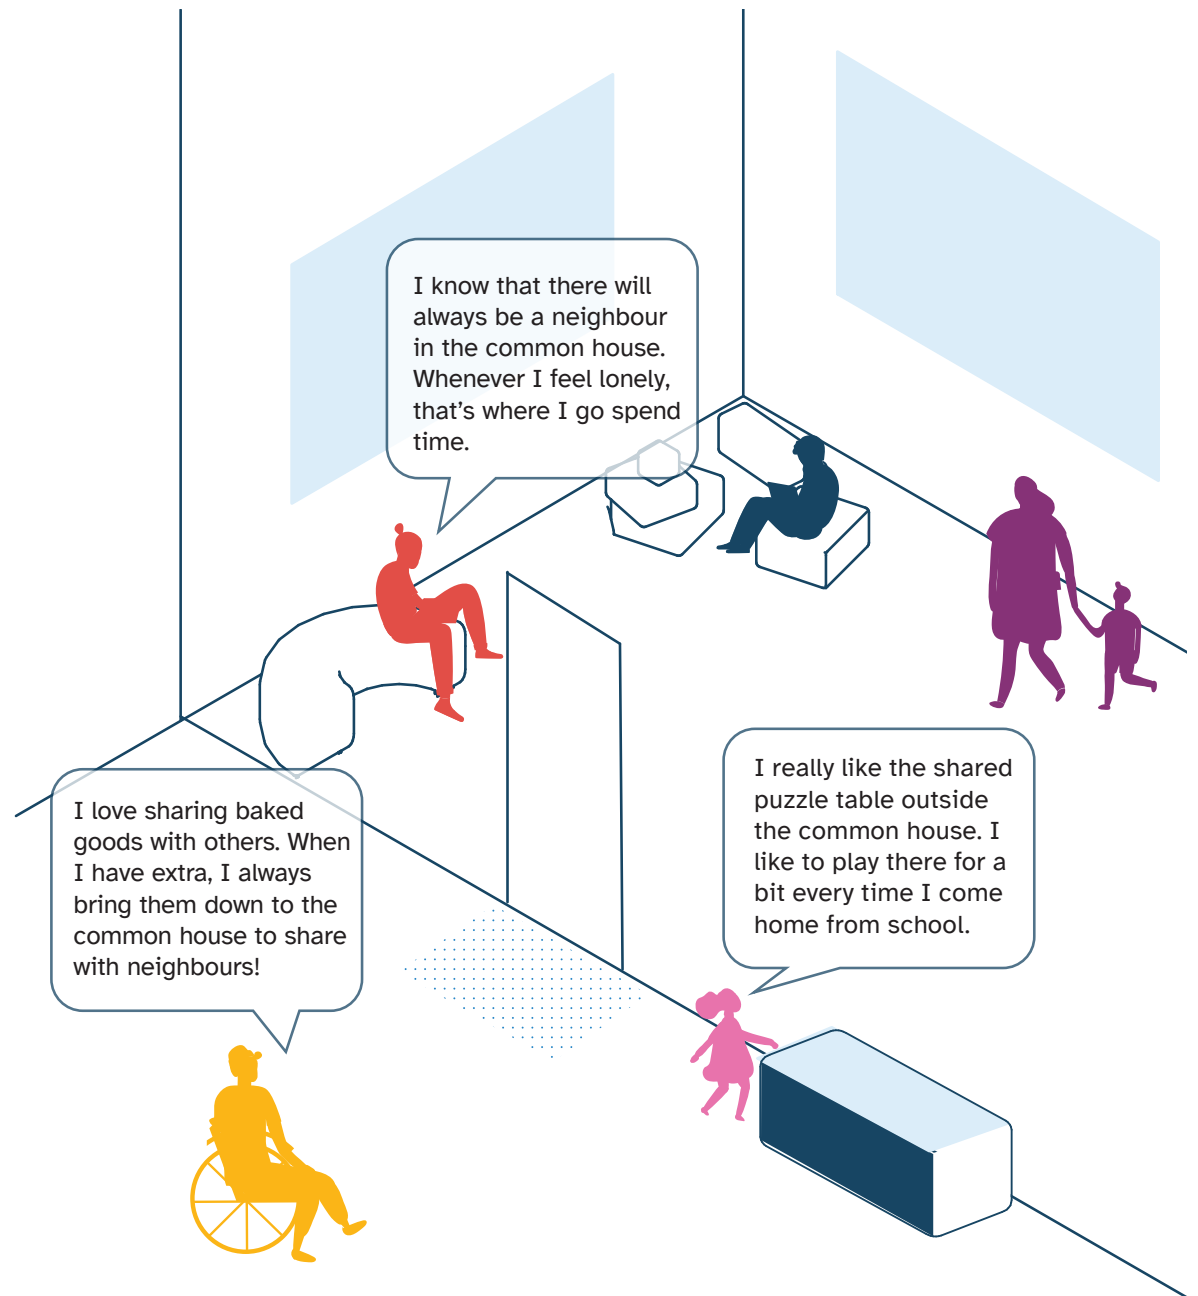 I know that there will
always be a neighbour
in the common house.
Whenever I feel lonely,
that's where I go spend
time.
I love sharing baked
goods with others. When
I have extra, I always
bring them down to the
common house to share
with neighbours!
I really like the shared
puzzle table outside
the common house. I
like to play there for a
bit every time I come
home from school.